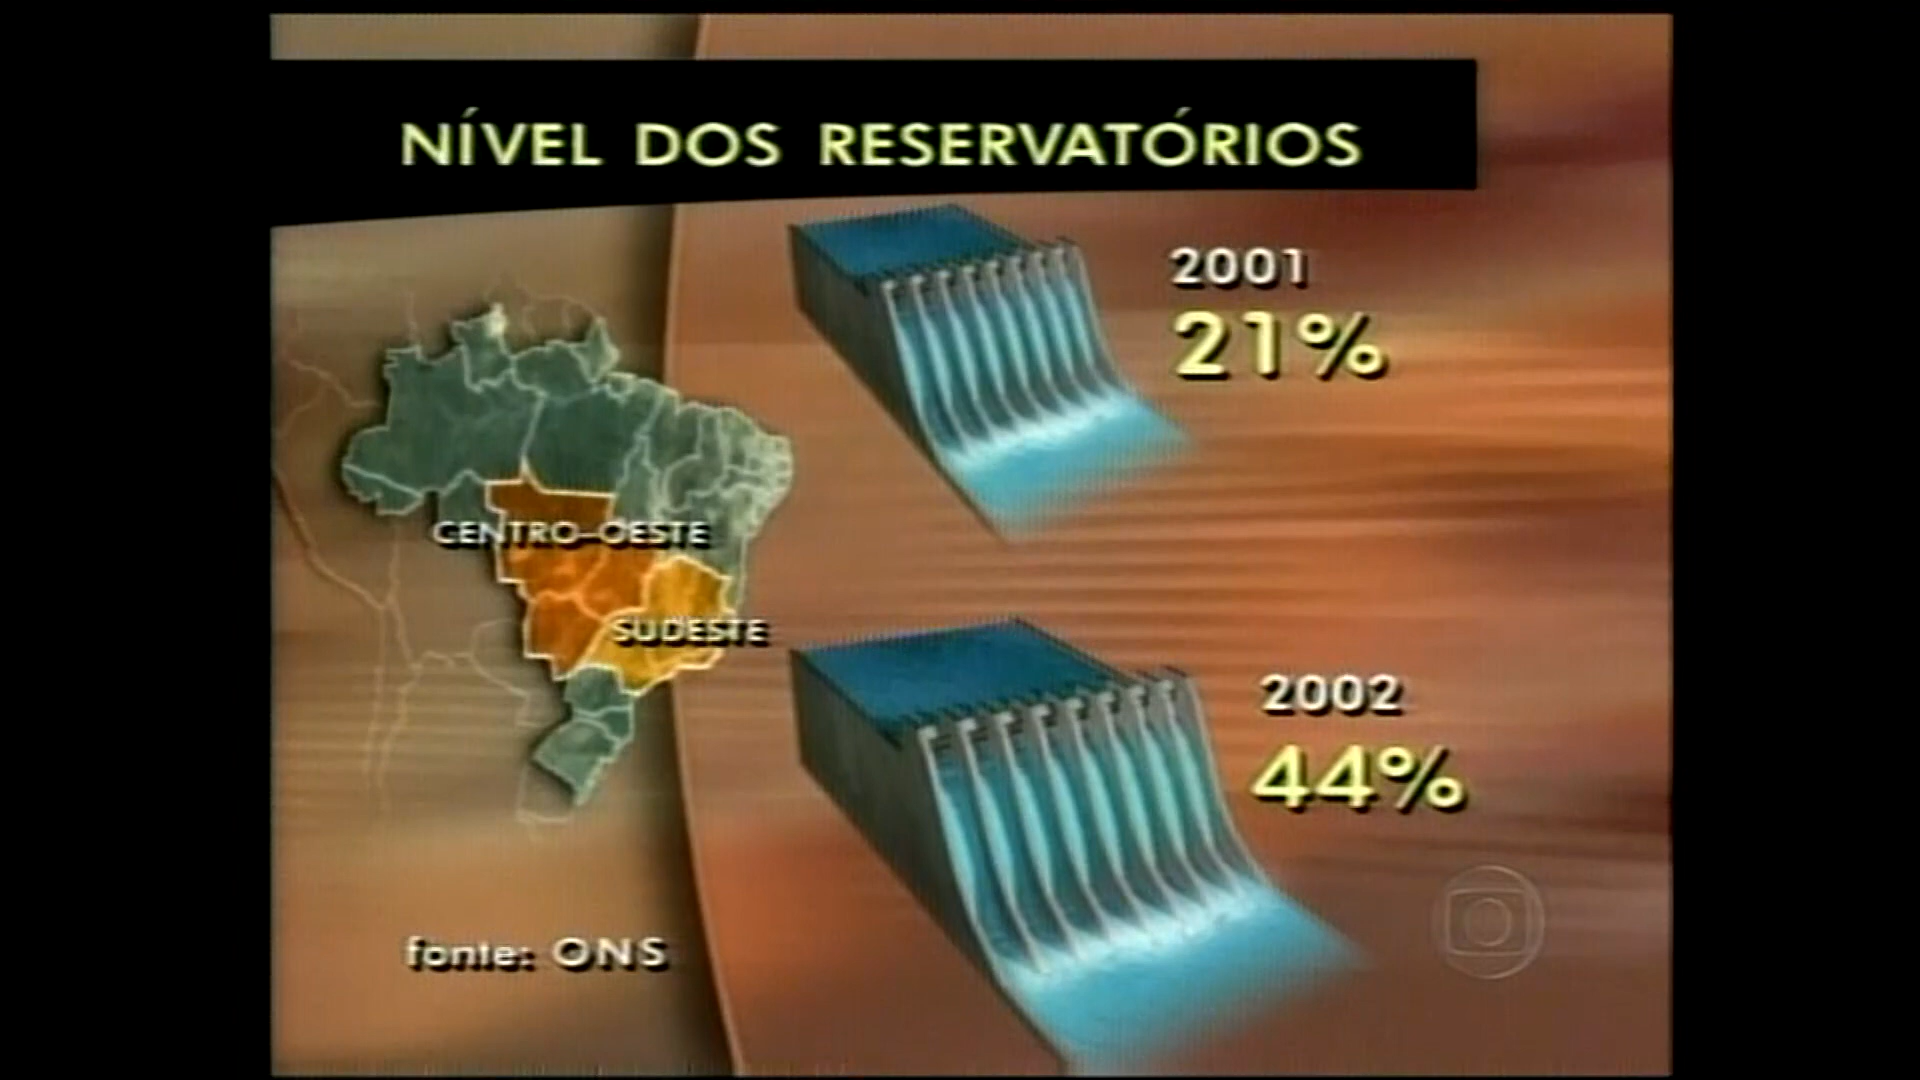 NÍVEL DOS RESERVATÓRIOS
2001
21%
CENTRO-OESTE
SUDESTE
2002
44%
fonte: ONS